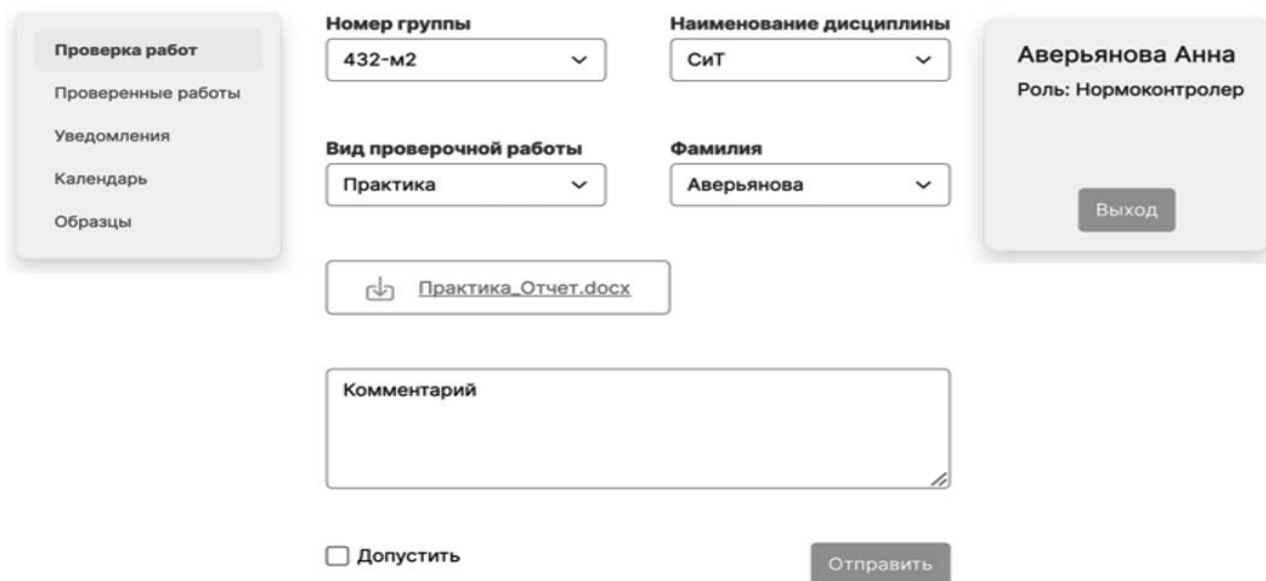 Проверка работ
Проверенные работы
Уведомления
Календарь
Образцы
Номер группы
432-м2
Наименование дисциплины
СиТ
Вид проверочной работы
Практика
Фамилия
Аверьянова
Практика_Отчет.docx
Комментарий
Допустить
Отправить
Аверьянова Анна
Роль: Нормоконтролер
Выход